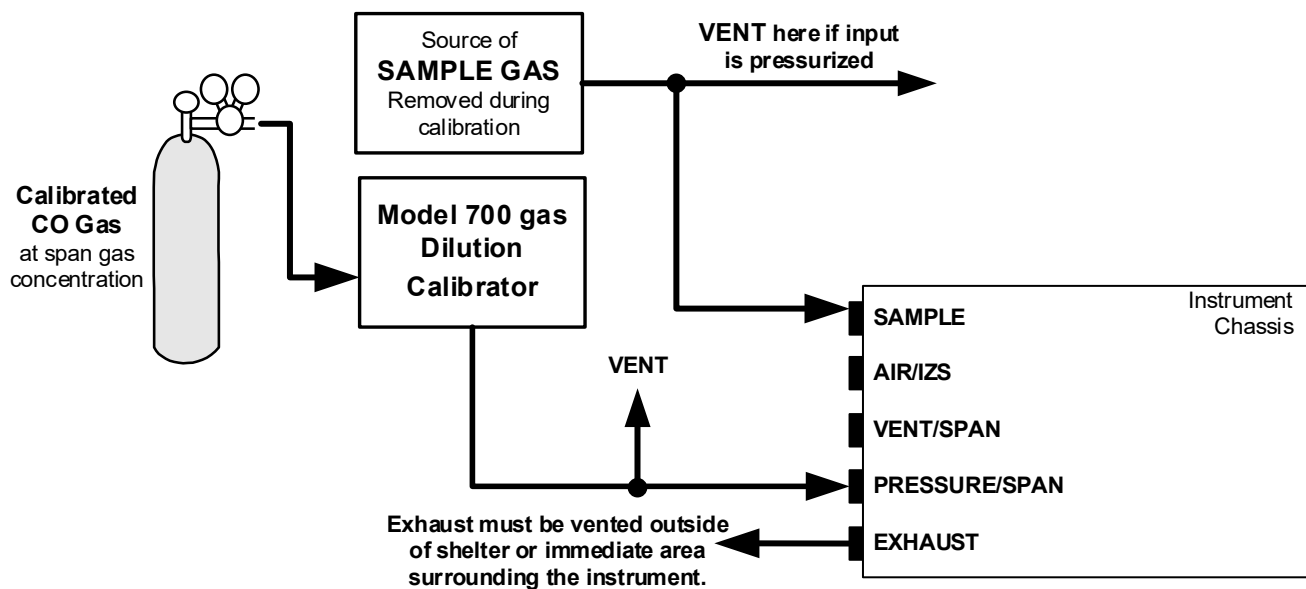 Source of
SAMPLE GAS
Removed during
calibration
VENT here if input
is pressurized
Calibrated
CO Gas
at span gas
concentration
Model 700 gas
Dilution
Calibrator
Instrument
Chassis
SAMPLE
AIR/IZS
VENT/SPAN
PRESSURE/SPAN
EXHAUST
VENT
Exhaust must be vented outside
of shelter or immediate area
surrounding the instrument.